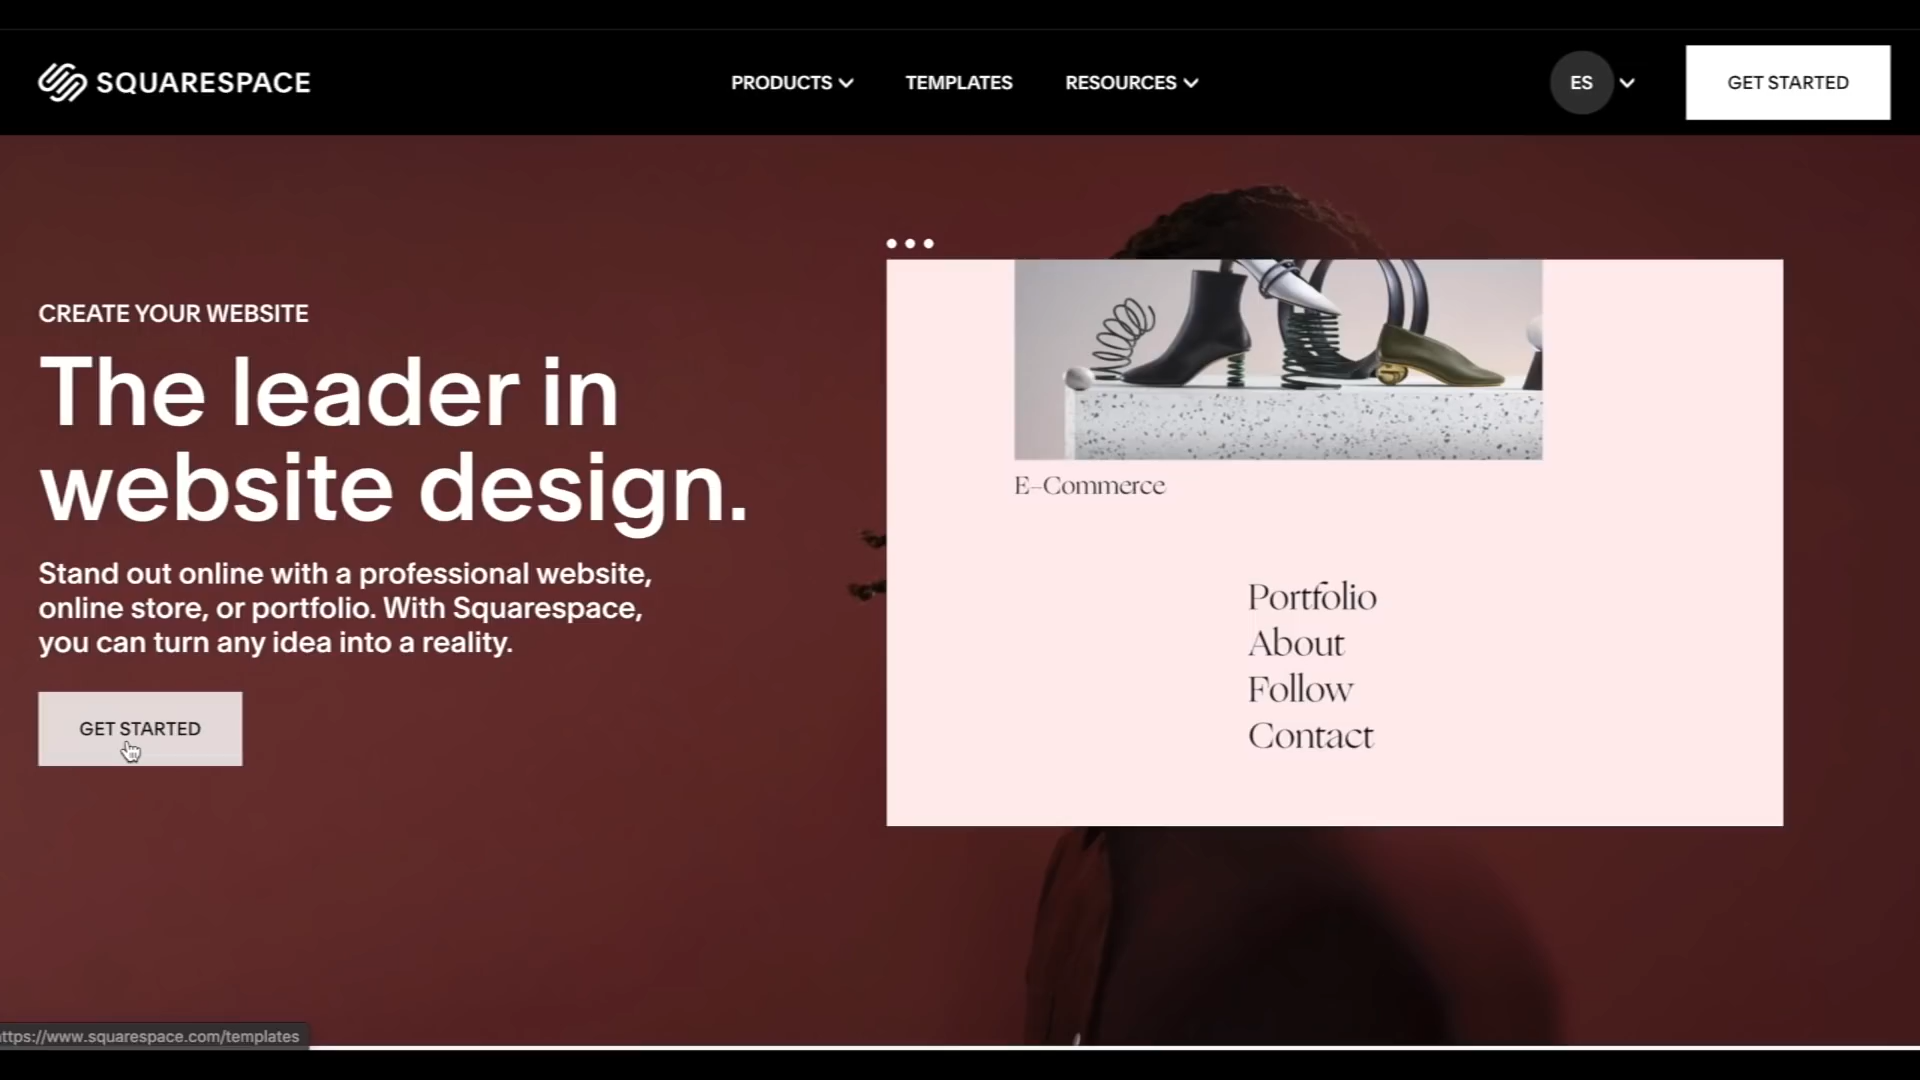 SQUARESPACE
PRODUCTS
TEMPLATES
RESOURCES
ES
GET STARTED
CREATE YOUR WEBSITE
The leader in
website design.
Stand out online with a professional website,
online store, or portfolio. With Squarespace,
you can turn any idea into a reality.
GET STARTED
E-Commerce
Portfolio
About
Follow
Contact
ttps://www.squarespace.com/templates